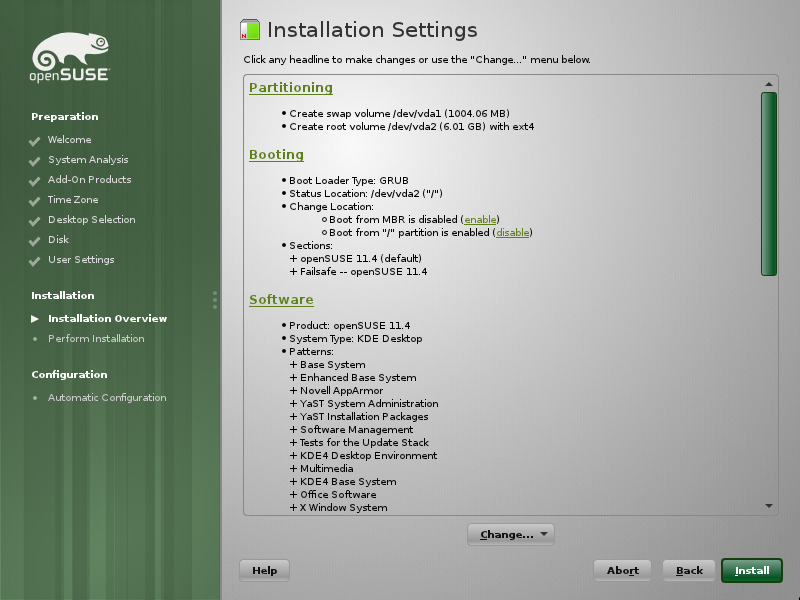 openSUSE
Preparation
Welcome
System Analysis
Add-On Products
Time Zone
Desktop Selection
Disk
User Settings
Installation
Installation Overview
Perform Installation
Configuration
Automatic Configuration
Installation Settings
Click any headline to make changes or use the "Change..." menu below.
Partitioning
• Create swap volume /dev/vda1 (1004.06 MB)
• Create root volume /dev/vda2 (6.01 GB) with ext4
Booting
• Boot Loader Type: GRUB
• Status Location: /dev/vda2 ("/")
• Change Location:
Boot from MBR is disabled (enable)
Boot from "/" partition is enabled (disable)
• Sections:
+ openSUSE 11.4 (default)
+ Failsafe -- openSUSE 11.4
Software
• Product: openSUSE 11.4
• System Type: KDE Desktop
• Patterns:
+ Base System
+ Enhanced Base System
+ Novell AppArmor
+ YaST System Administration
+ YaST Installation Packages
+ Software Management
+ Tests for the Update Stack
+ KDE4 Desktop Environment
+ Multimedia
+ KDE4 Base System
+ Office Software
+ X Window System
Change...
Help Abort Back Install